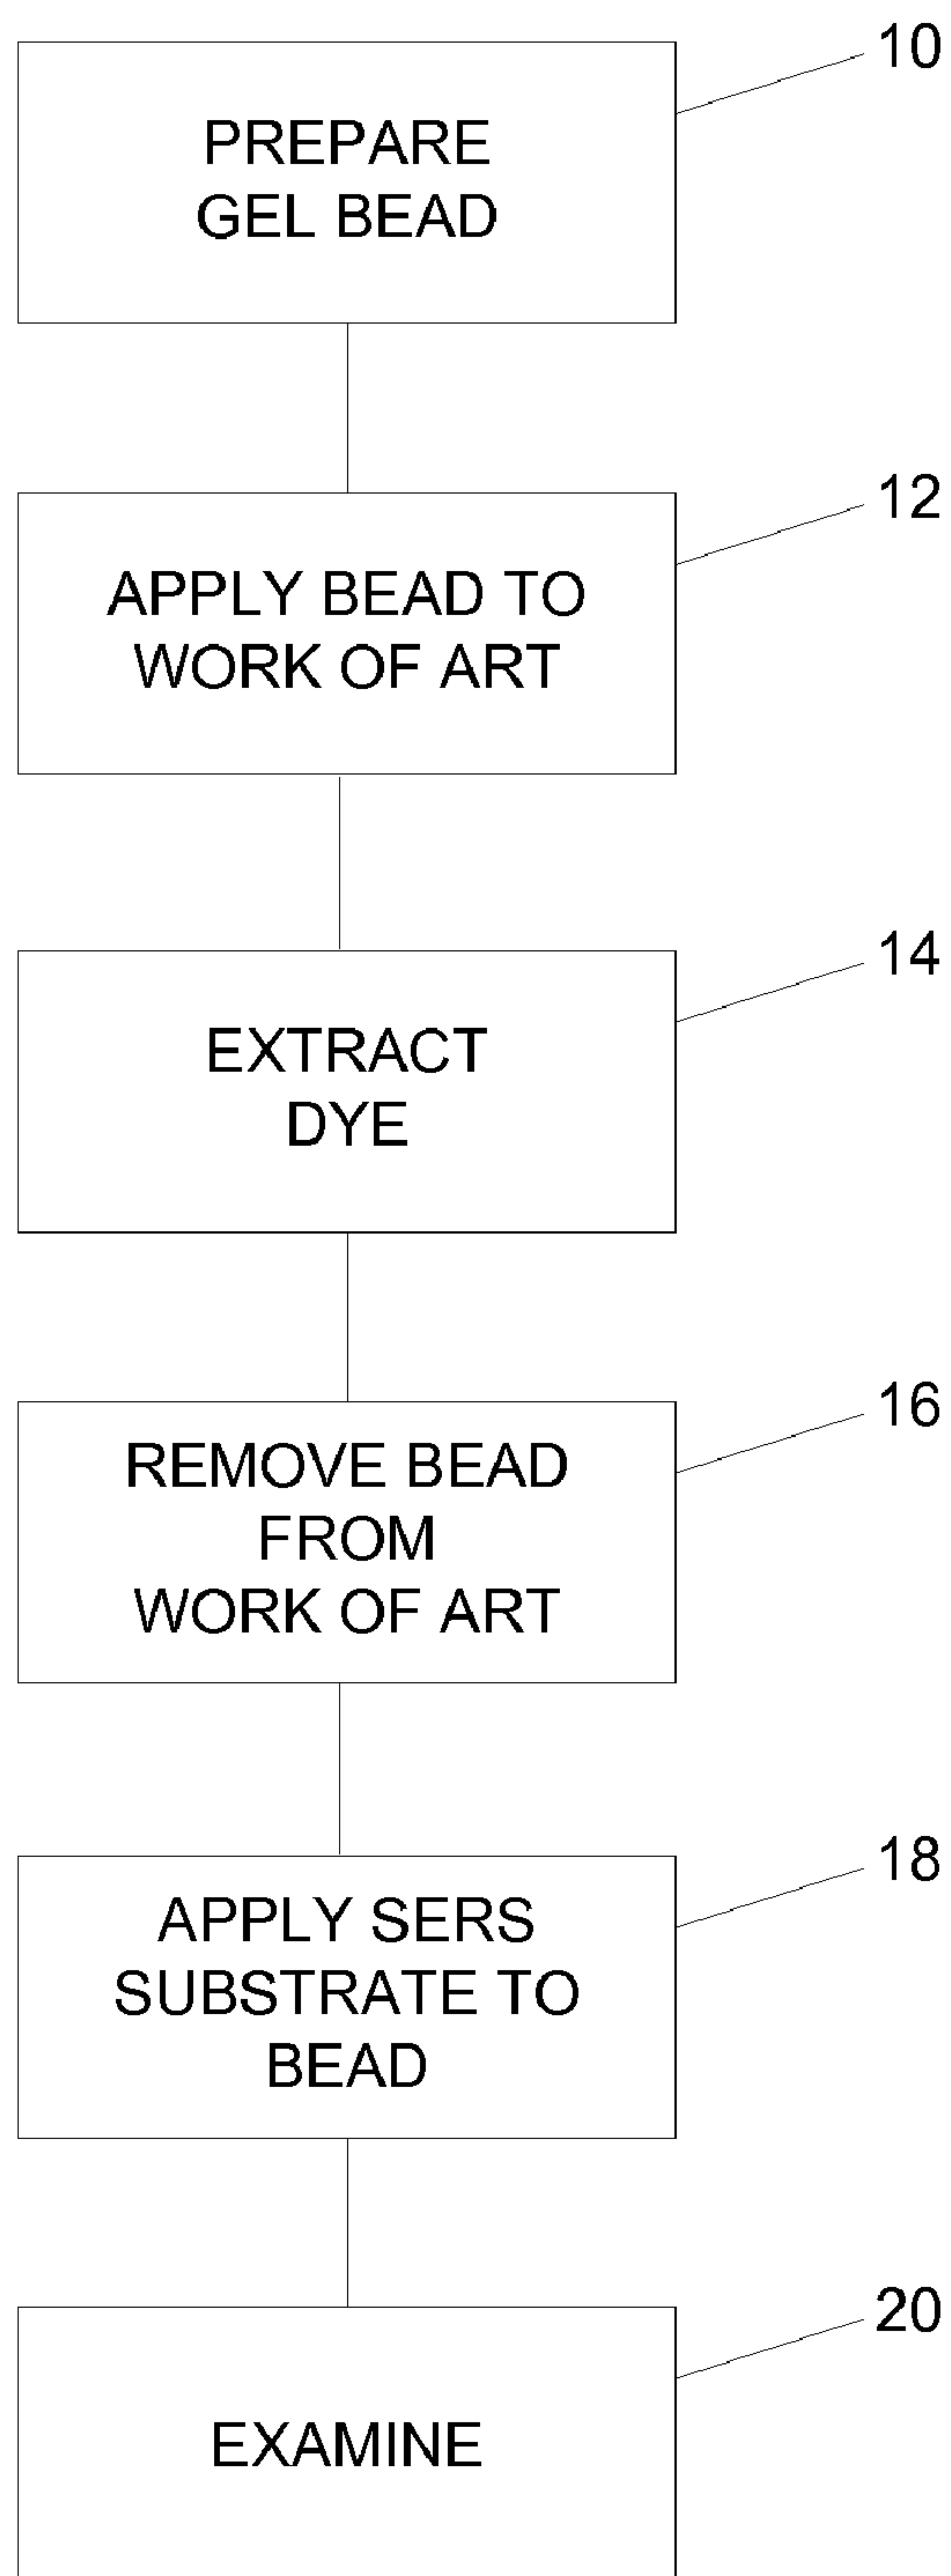 10
PREPARE
GEL BEAD
12
APPLY BEAD TO
WORK OF ART
14
EXTRACT
DYE
16
REMOVE BEAD
FROM
WORK OF ART
18
APPLY SERS
SUBSTRATE TO
BEAD
20
EXAMINE